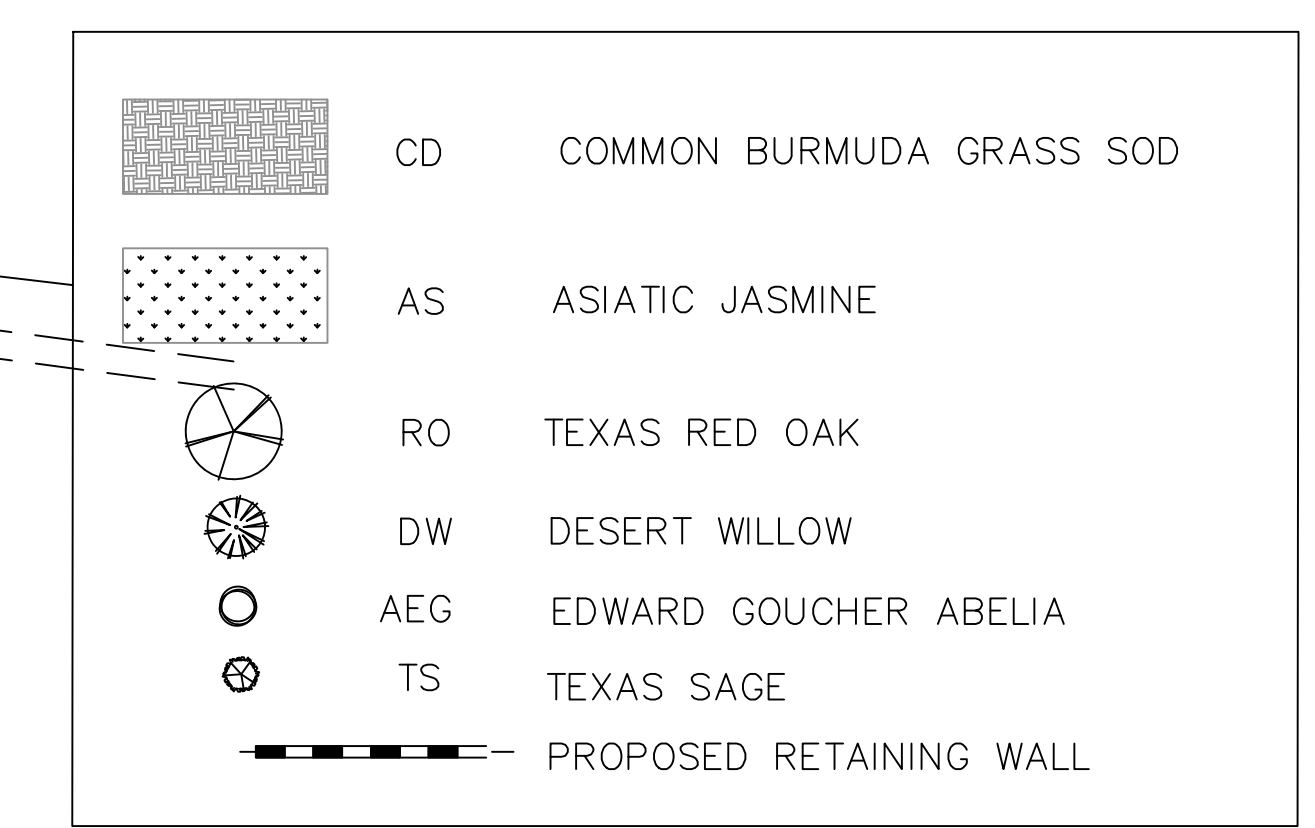 CD COMMON BURMUDA GRASS SOD
AS ASIATIC JASMINE
RO TEXAS RED OAK
DW DESERT WILLOW
AEG EDWARD GOUCHER ABELIA
TS TEXAS SAGE
PROPOSED RETAINING WALL